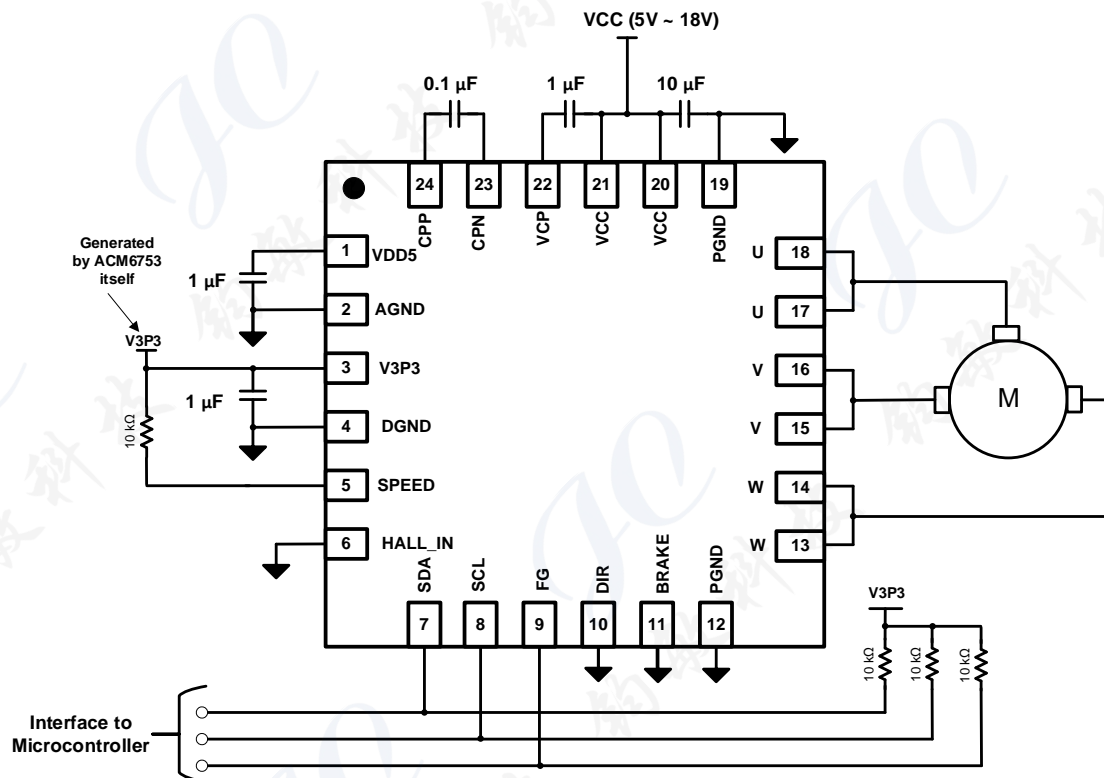 VCC (5V ~ 18V)
0.1 μF
1 μF
10 μF
24
23
22
21
20
19
CPP
CPN
VCP
VCC
VCC
PGND
Generated
by ACM6753
itself
V3P3
1 μF
1 μF
10 kΩ
1 VDD5
2 AGND
3 V3P3
4 DGND
5 SPEED
6 HALL_IN
U 18
U 17
V 16
V 15
W 14
W 13
M
SDA
SCL
FG
DIR
BRAKE
PGND
7
8
9
10
11
12
V3P3
10 kΩ
10 kΩ
10 kΩ
Interface to
Microcontroller